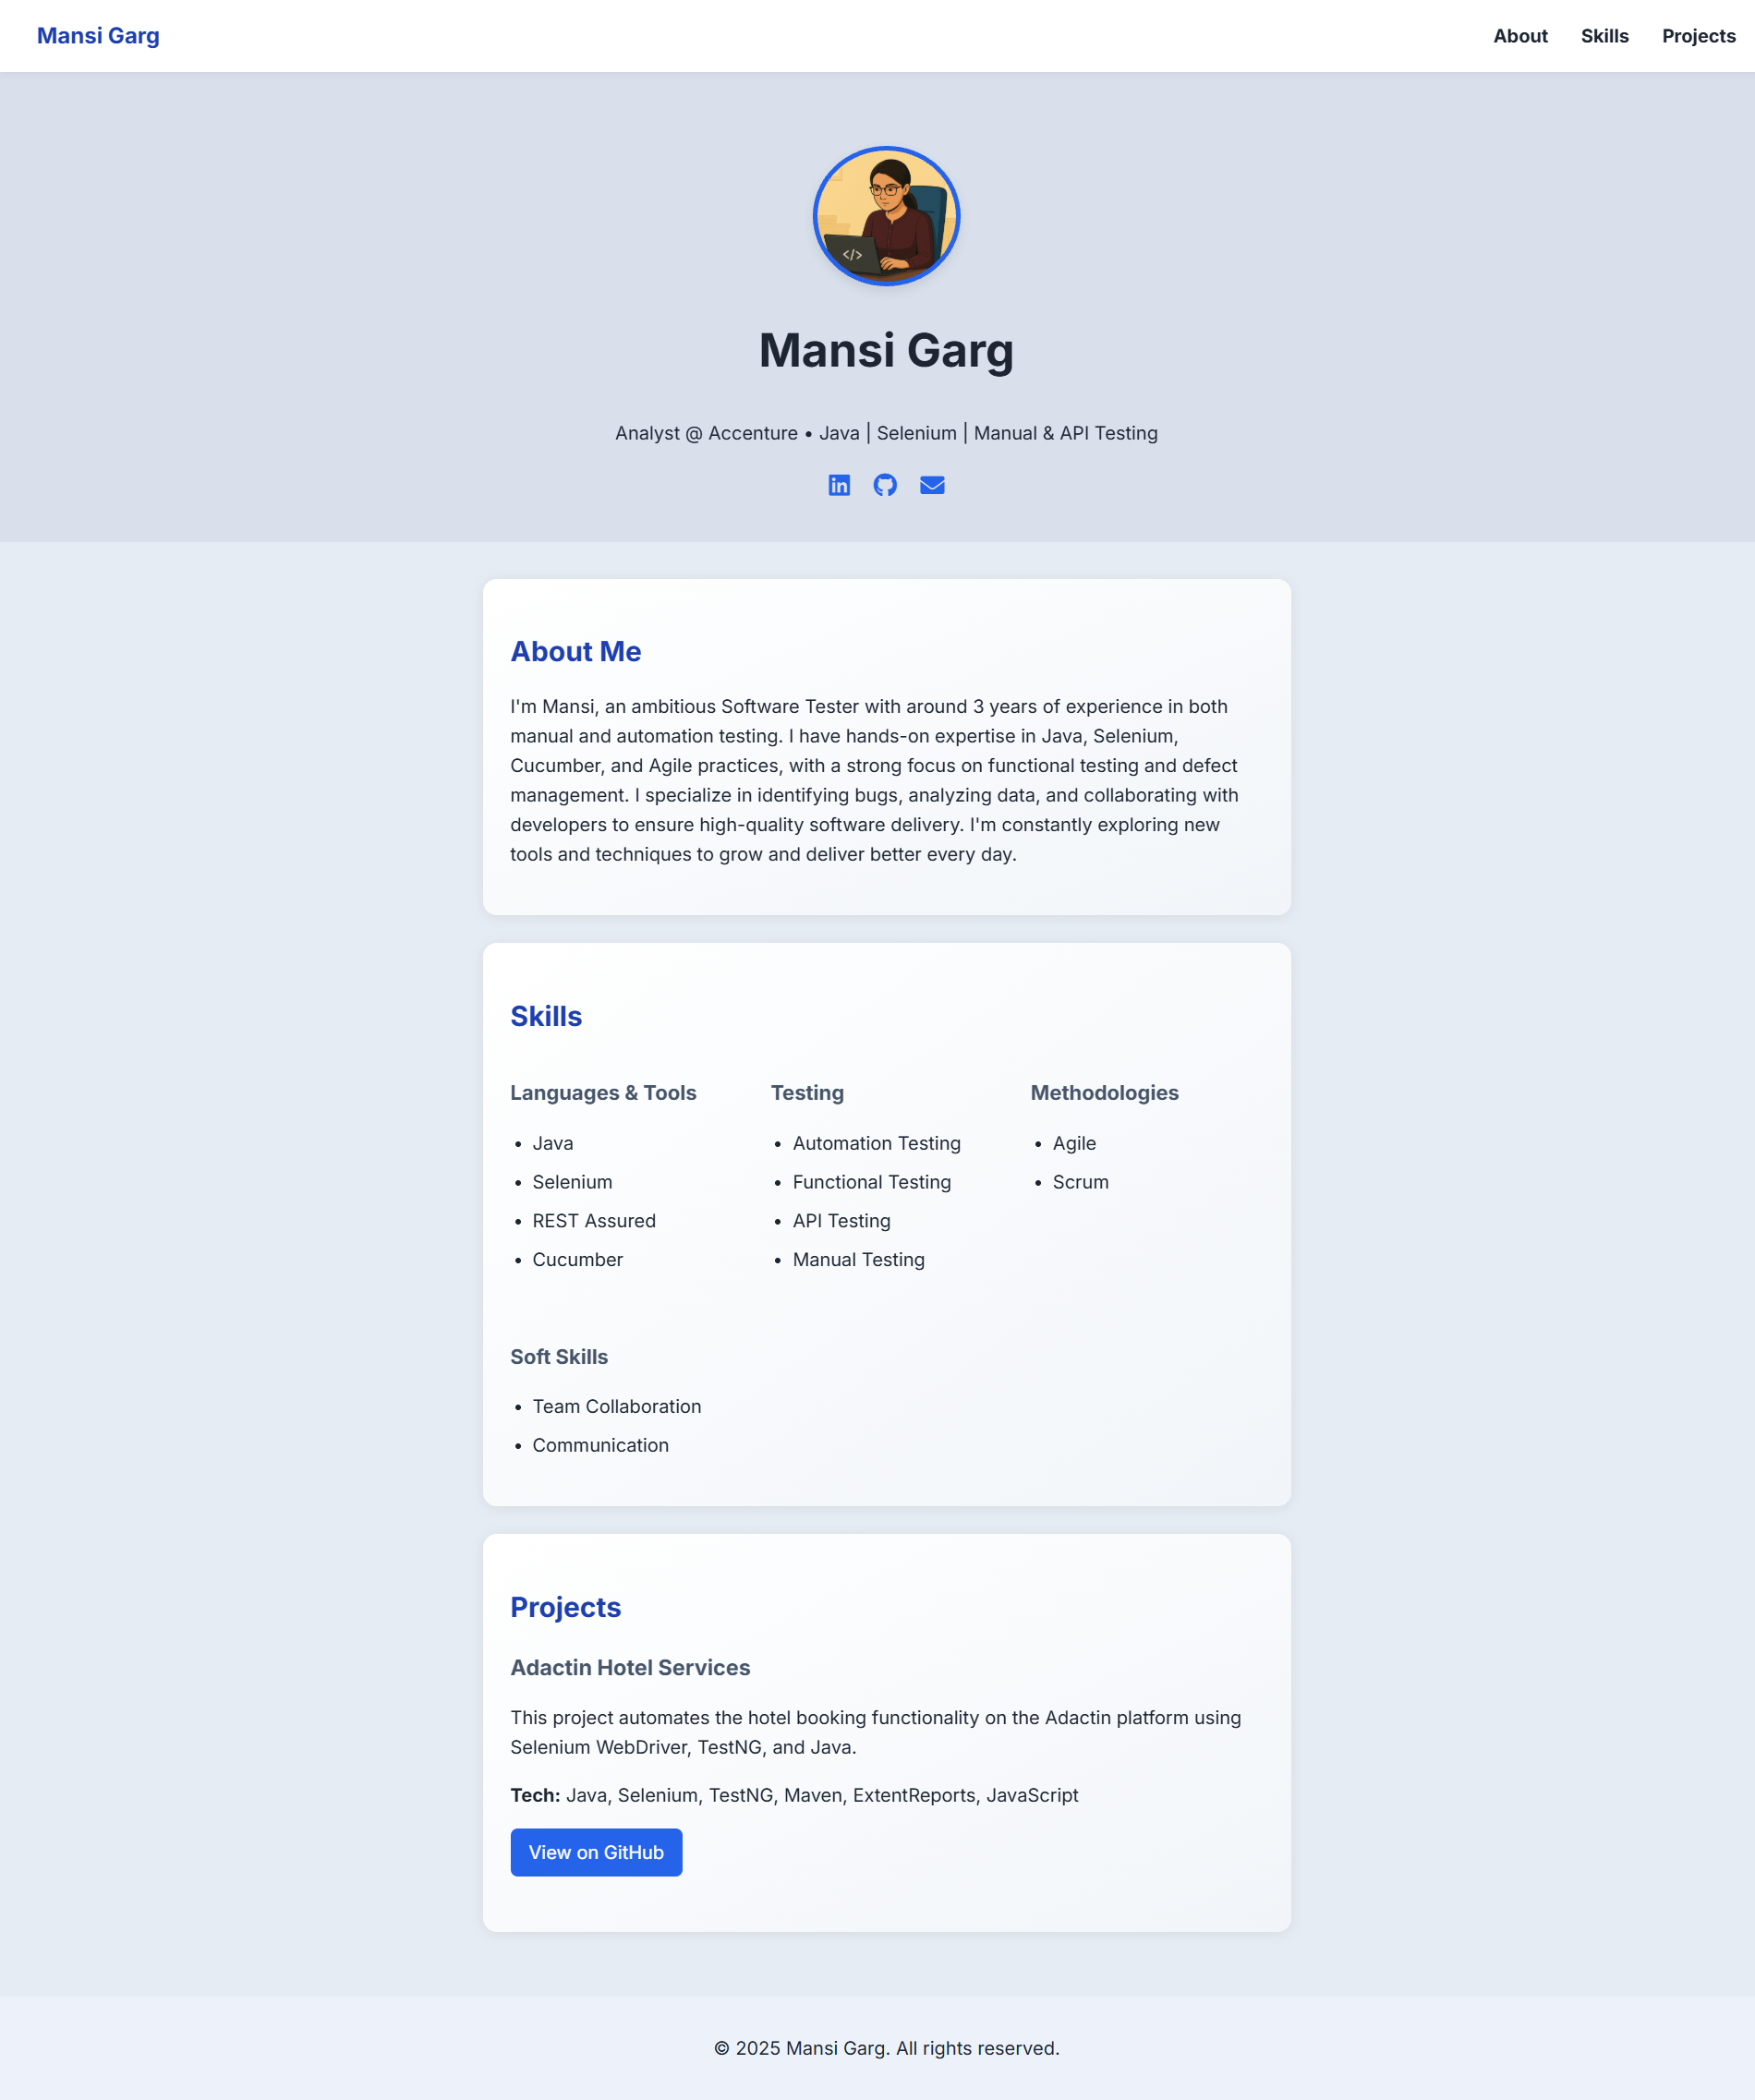 Mansi Garg
About Skills Projects
</>
Mansi Garg
Analyst @ Accenture • Java | Selenium | Manual & API Testing
in
About Me
I'm Mansi, an ambitious Software Tester with around 3 years of experience in both
manual and automation testing. I have hands-on expertise in Java, Selenium,
Cucumber, and Agile practices, with a strong focus on functional testing and defect
management. I specialize in identifying bugs, analyzing data, and collaborating with
developers to ensure high-quality software delivery. I'm constantly exploring new
tools and techniques to grow and deliver better every day.
Skills
Languages & Tools
• Java
• Selenium
• REST Assured
• Cucumber
Testing
• Automation Testing
• Functional Testing
• API Testing
• Manual Testing
Methodologies
• Agile
• Scrum
Soft Skills
• Team Collaboration
• Communication
Projects
Adactin Hotel Services
This project automates the hotel booking functionality on the Adactin platform using
Selenium WebDriver, TestNG, and Java.
Tech: Java, Selenium, TestNG, Maven, ExtentReports, JavaScript
View on GitHub
© 2025 Mansi Garg. All rights reserved.